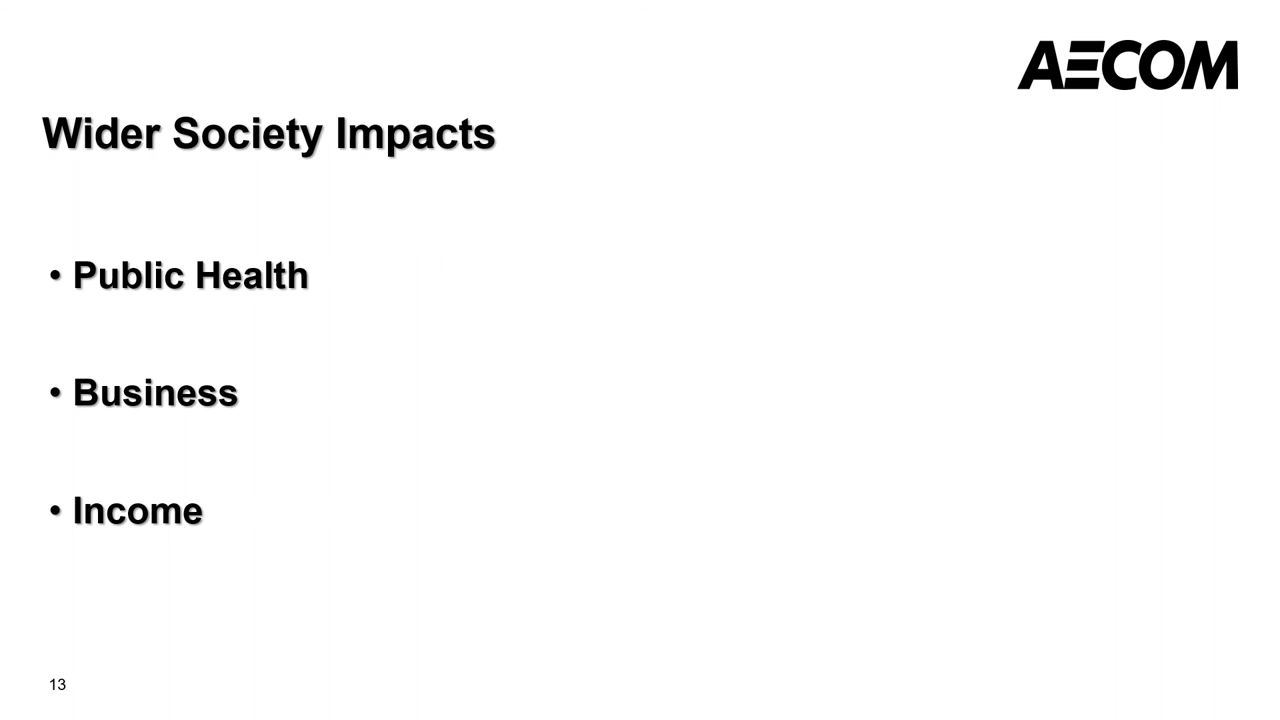 AECOM
Wider Society Impacts
• Public Health
• Business
• Income
13